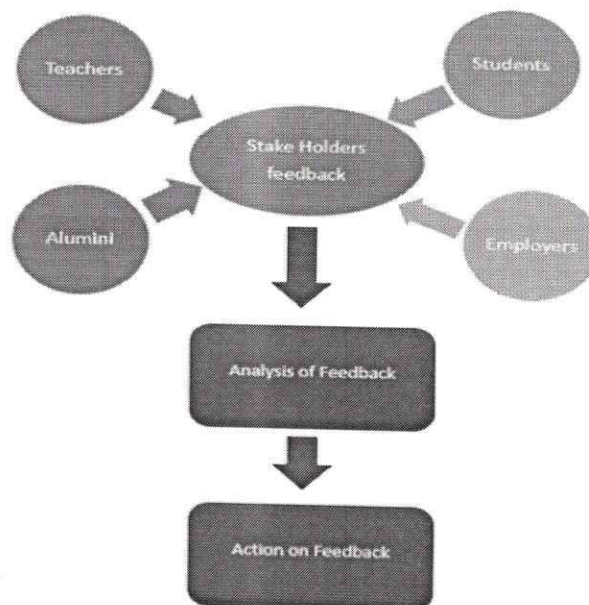 Teachers
Students
Stake Holders
feedback
Alumini
Employers
Analysis of Feedback
Action on Feedback